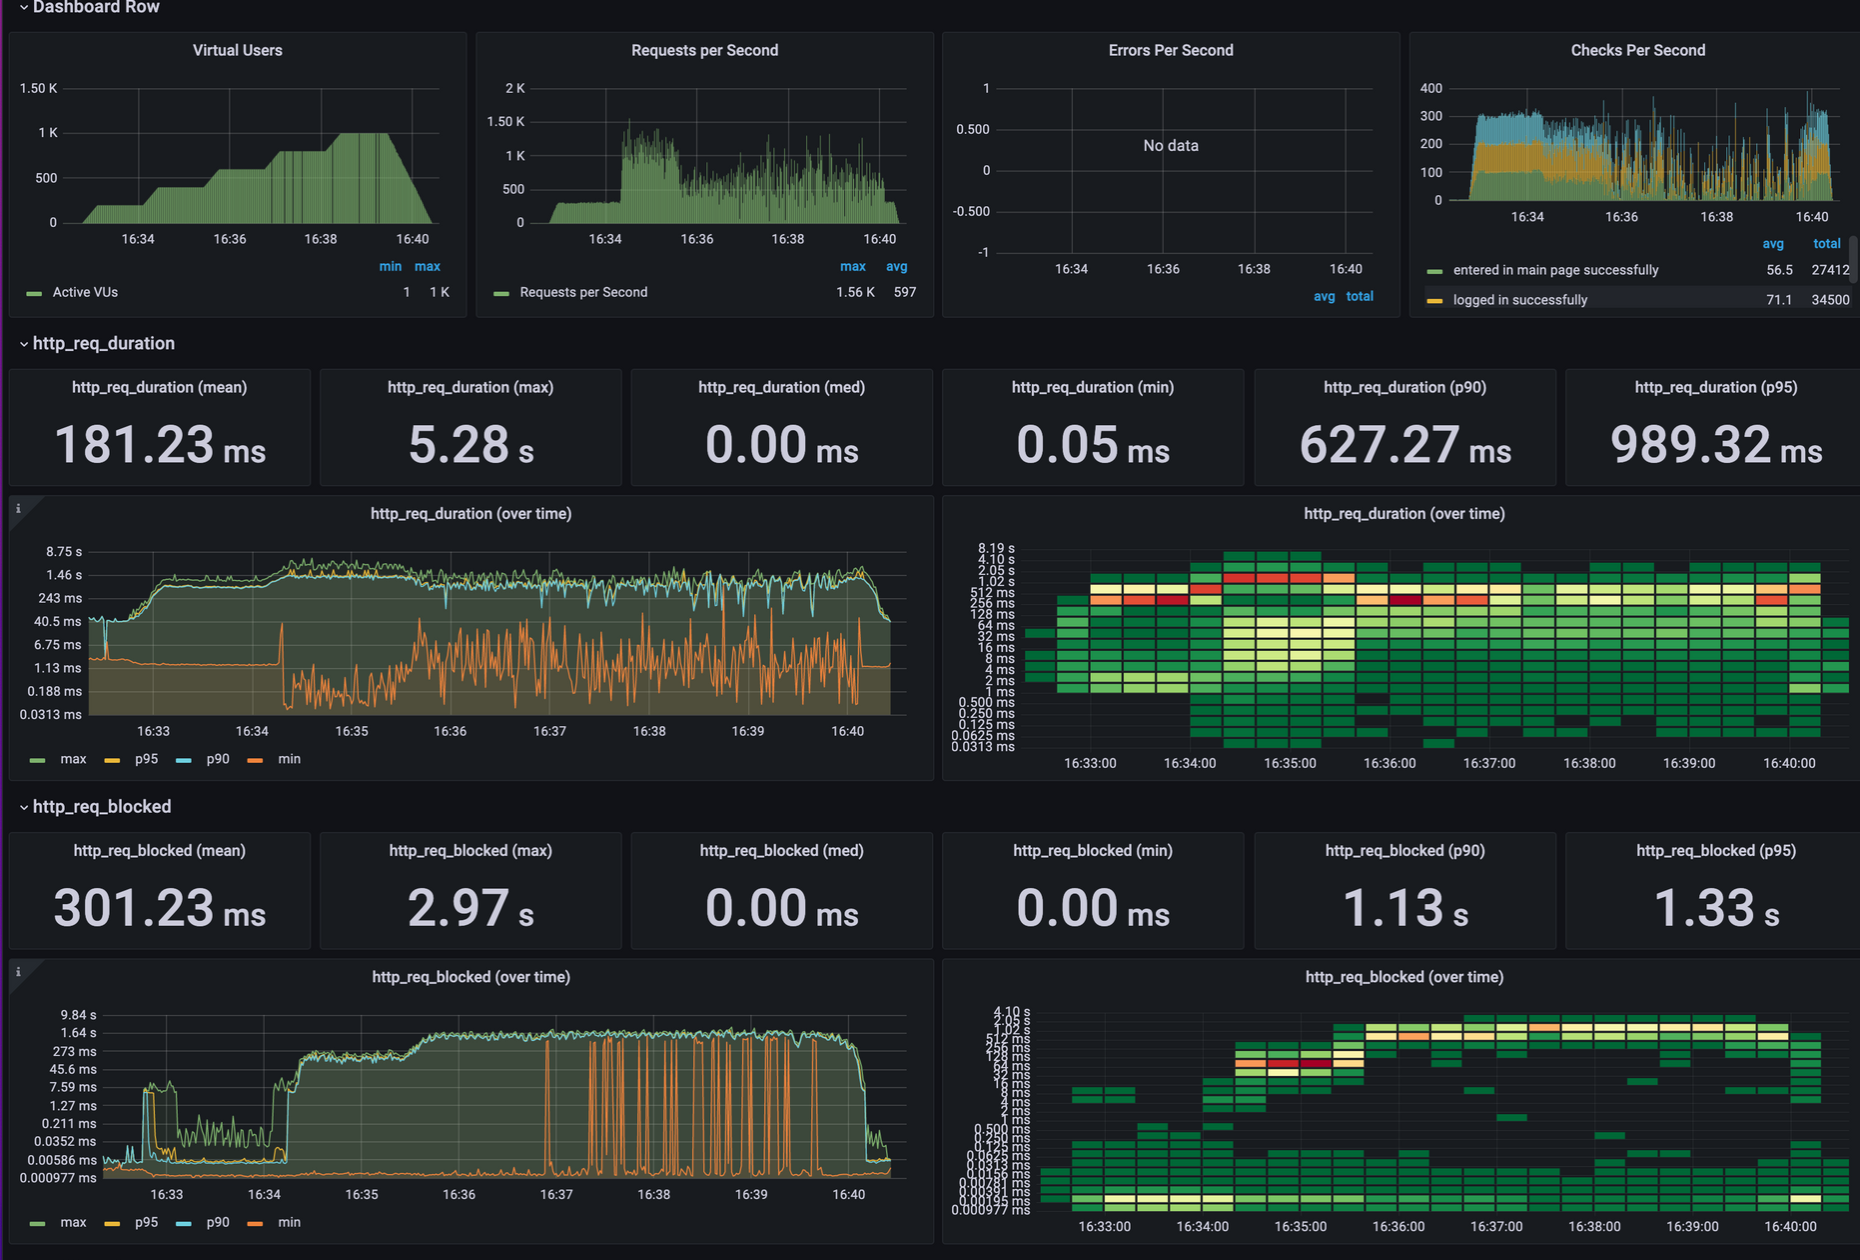 Dashboard Row
Virtual Users
1.50 K
1 K
500
0
16:34 16:36 16:38 16:40
min max
Active VUs 1 1 K
Requests per Second
2 K
1.50 K
1 K
500
0
16:34 16:36 16:38 16:40
max avg
Requests per Second 1.56 K 597
Errors Per Second
1
0.500
0
-0.500
-1
No data
16:34 16:36 16:38 16:40
avg total
Checks Per Second
400
300
200
100
0
16:34 16:36 16:38 16:40
avg total
entered in main page successfully 56.5 27412
logged in successfully 71.1 34500
http_req_duration
http_req_duration (mean)
181.23 ms
http_req_duration (max)
5.28 s
http_req_duration (med)
0.00 ms
http_req_duration (min)
0.05 ms
http_req_duration (p90)
627.27 ms
http_req_duration (p95)
989.32 ms
i
http_req_duration (over time)
8.75 s
1.46 s
243 ms
40.5 ms
6.75 ms
1.13 ms
0.188 ms
0.0313 ms
16:33 16:34 16:35 16:36 16:37 16:38 16:39 16:40
max p95 p90 min
http_req_duration (over time)
8.19 s
4.10 s
2.05 s
1.02 s
512 ms
256 ms
128 ms
64 ms
32 ms
16 ms
8 ms
4 ms
2 ms
1 ms
0.500 ms
0.250 ms
0.125 ms
0.0625 ms
0.0313 ms
16:33:00 16:34:00 16:35:00 16:36:00 16:37:00 16:38:00 16:39:00 16:40:00
http_req_blocked
http_req_blocked (mean)
301.23 ms
http_req_blocked (max)
2.97 s
http_req_blocked (med)
0.00 ms
http_req_blocked (min)
0.00 ms
http_req_blocked (p90)
1.13 s
http_req_blocked (p95)
1.33 s
i
http_req_blocked (over time)
9.84 s
1.64 s
273 ms
45.6 ms
7.59 ms
1.27 ms
0.211 ms
0.0352 ms
0.00586 ms
0.000977 ms
16:33 16:34 16:35 16:36 16:37 16:38 16:39 16:40
max p95 p90 min
http_req_blocked (over time)
4.10 s
2.05 s
1.02 s
512 ms
256 ms
128 ms
64 ms
32 ms
16 ms
8 ms
4 ms
2 ms
1 ms
0.500 ms
0.250 ms
0.125 ms
0.0625 ms
0.0313 ms
0.0156 ms
0.00781 ms
0.00391 ms
0.00195 ms
0.000977 ms
16:33:00 16:34:00 16:35:00 16:36:00 16:37:00 16:38:00 16:39:00 16:40:00